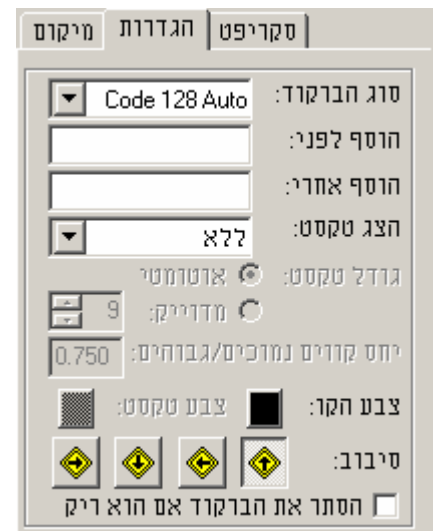 סקריפט הגדרות מיקום
סוג הברקוד: Code 128 Auto
הוסף לפני:
הוסף אחרי:
הצג טקסט: ללא
גודל טקסט: אוטומטי
מדוייק: 9
יחס קווים נמוכים/גבוהים: 0.750
צבע הקו: צבע טקסט:
סיבוב:
הסתר את הברקוד אם הוא ריק